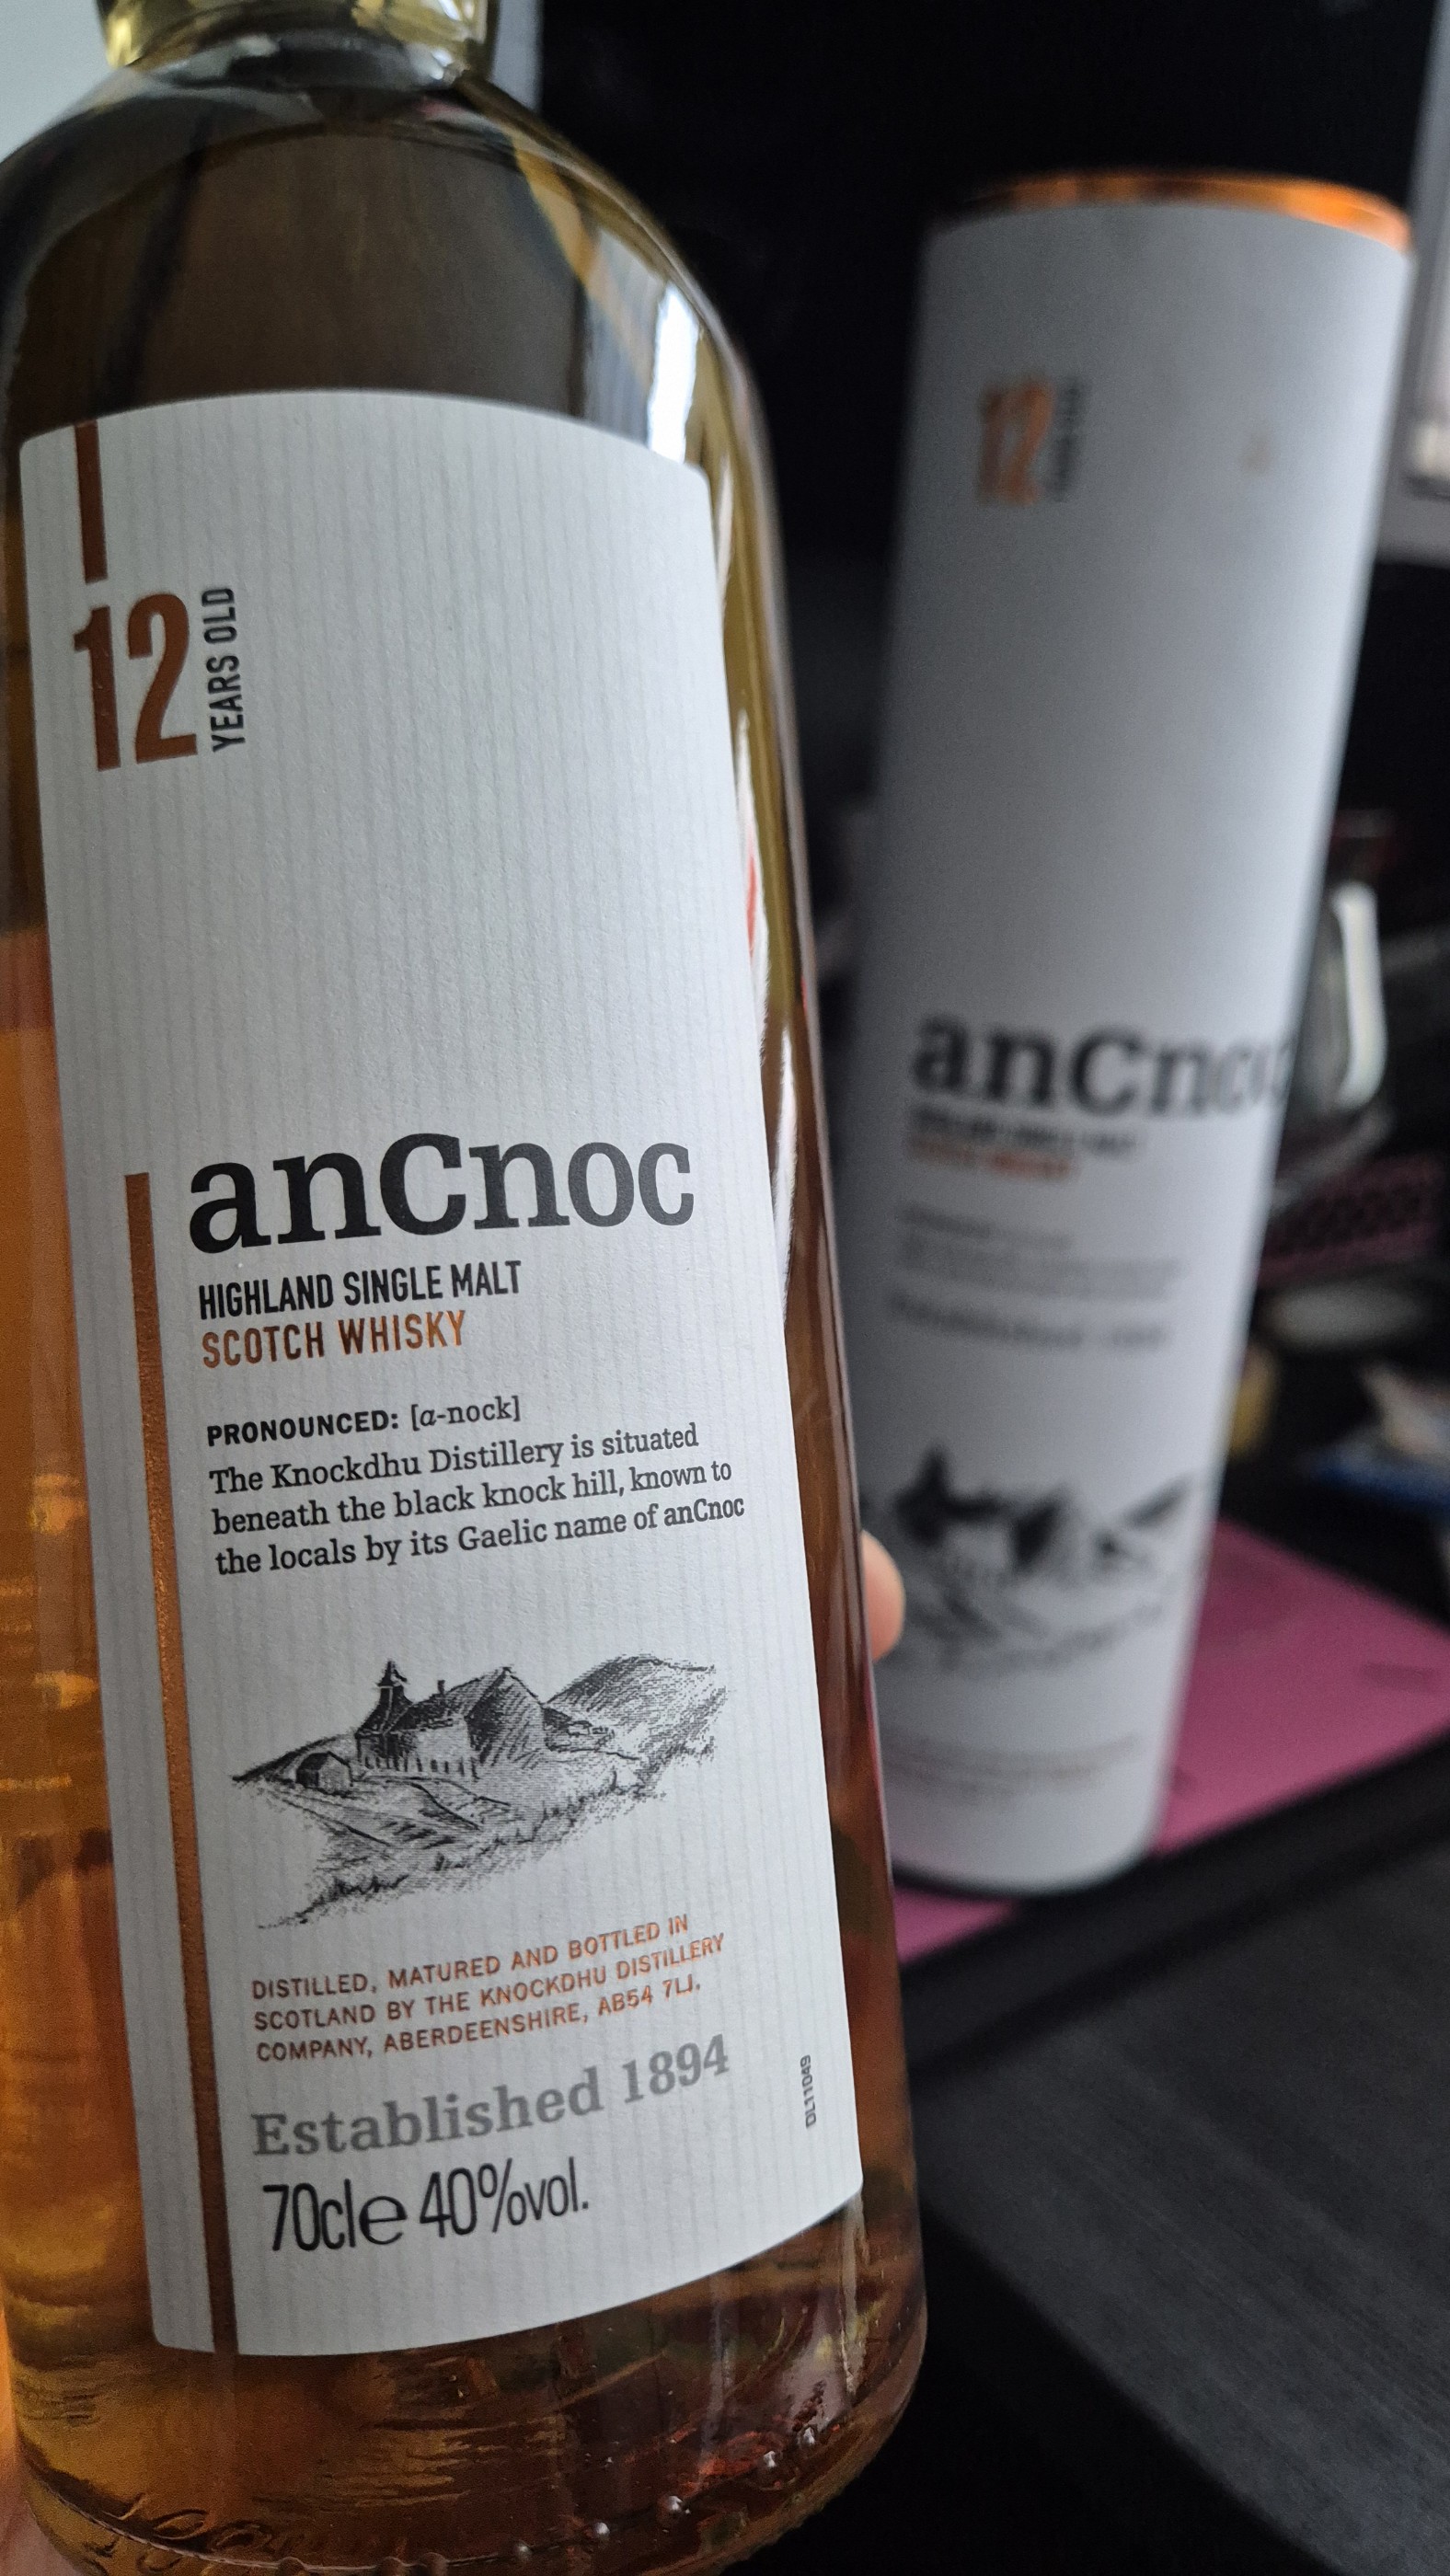 12
YEARS OLD
anCnoc
HIGHLAND SINGLE MALT
SCOTCH WHISKY
PRONOUNCED: [a-nock]
The Knockdhu Distillery is situated
beneath the black knock hill, known to
the locals by its Gaelic name of anCnoc
DISTILLED, MATURED AND BOTTLED IN
SCOTLAND BY THE KNOCKDHU DISTILLERY
COMPANY, ABERDEENSHIRE, AB54 7LJ.
Established 1894
70cl℮ 40%vol.
DL11049
12
anCnoc